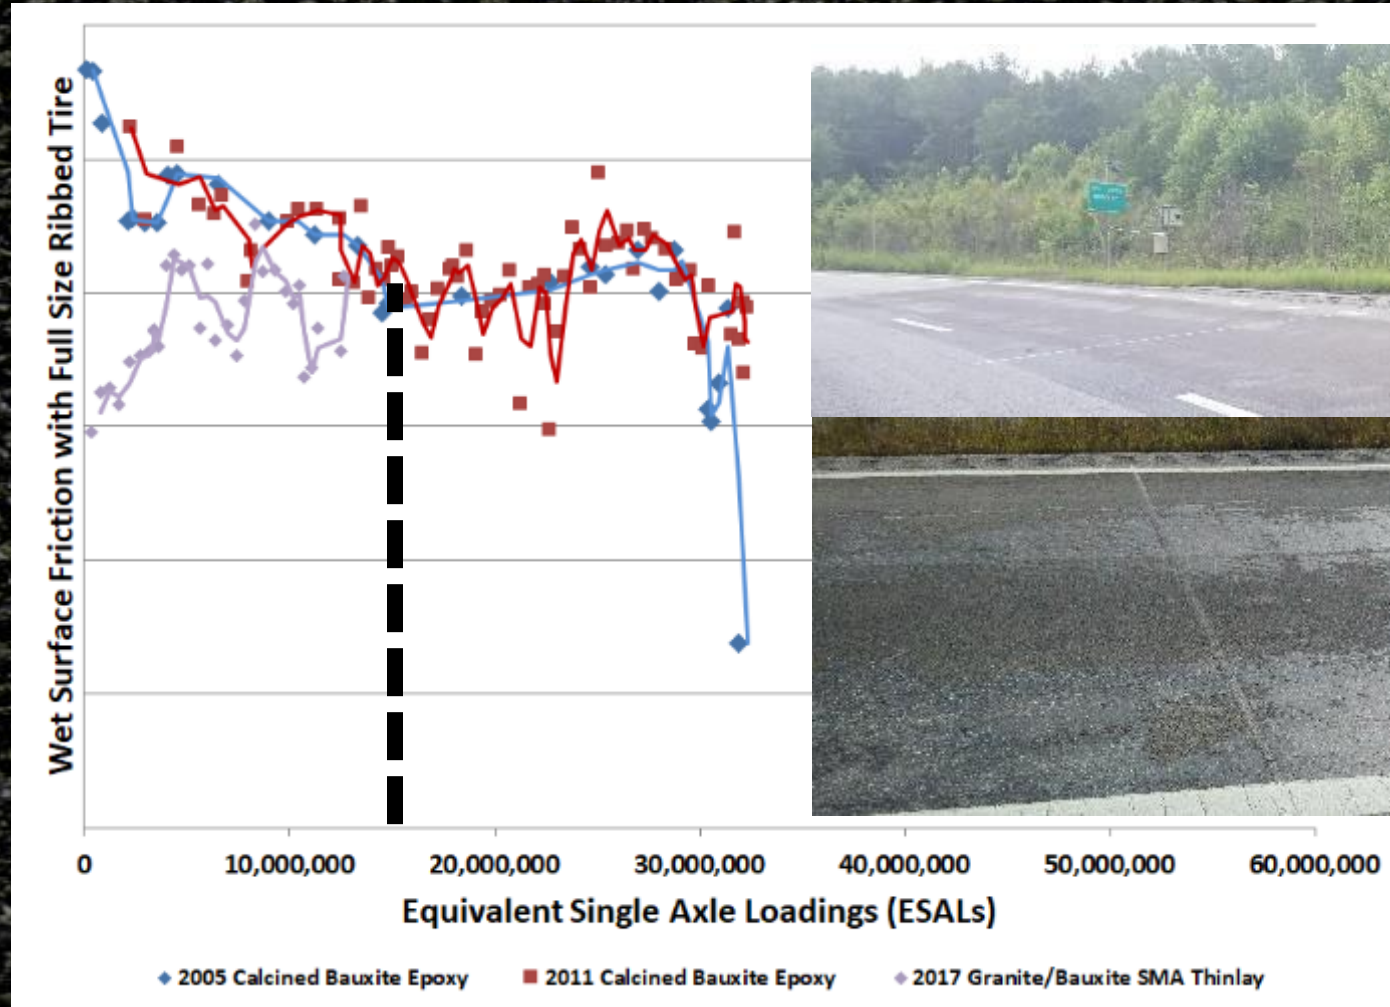 Wet Surface Friction with Full Size Ribbed Tire
0
10,000,000
20,000,000
30,000,000
40,000,000
50,000,000
60,000,000
Equivalent Single Axle Loadings (ESALs)
2005 Calcined Bauxite Epoxy
2011 Calcined Bauxite Epoxy
2017 Granite/Bauxite SMA Thinlay